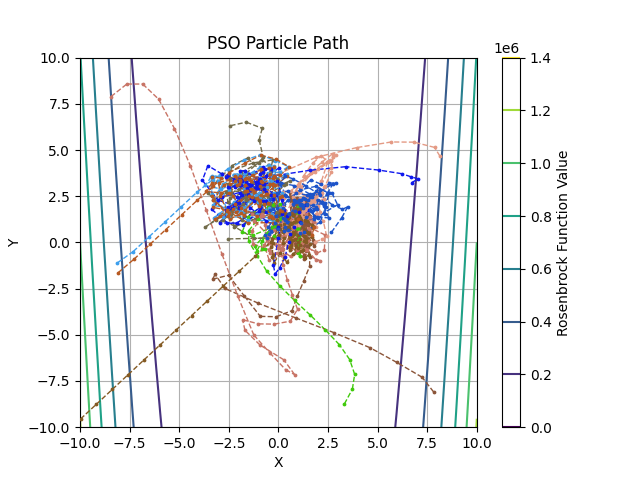 PSO Particle Path
1e6
10.0
7.5
5.0
2.5
0.0
−2.5
−5.0
−7.5
−10.0
Y
−10.0 −7.5 −5.0 −2.5 0.0 2.5 5.0 7.5 10.0
X
1.4
1.2
1.0
0.8
0.6
0.4
0.2
0.0
Rosenbrock Function Value